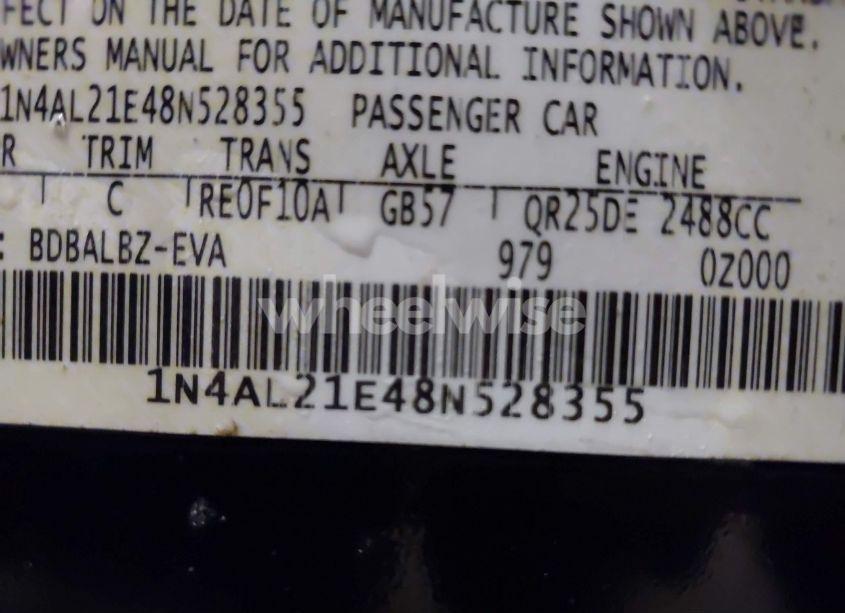 FECT ON THE DATE OF MANUFACTURE SHOWN ABOVE.
WNERS MANUAL FOR ADDITIONAL INFORMATION.
1N4AL21E48N528355 PASSENGER CAR
R TRIM TRANS AXLE ENGINE
C RE0F10A GB57 QR25DE 2488CC
: BDBALBZ-EVA 979 0Z000
wheelwise
1N4AL21E48N528355